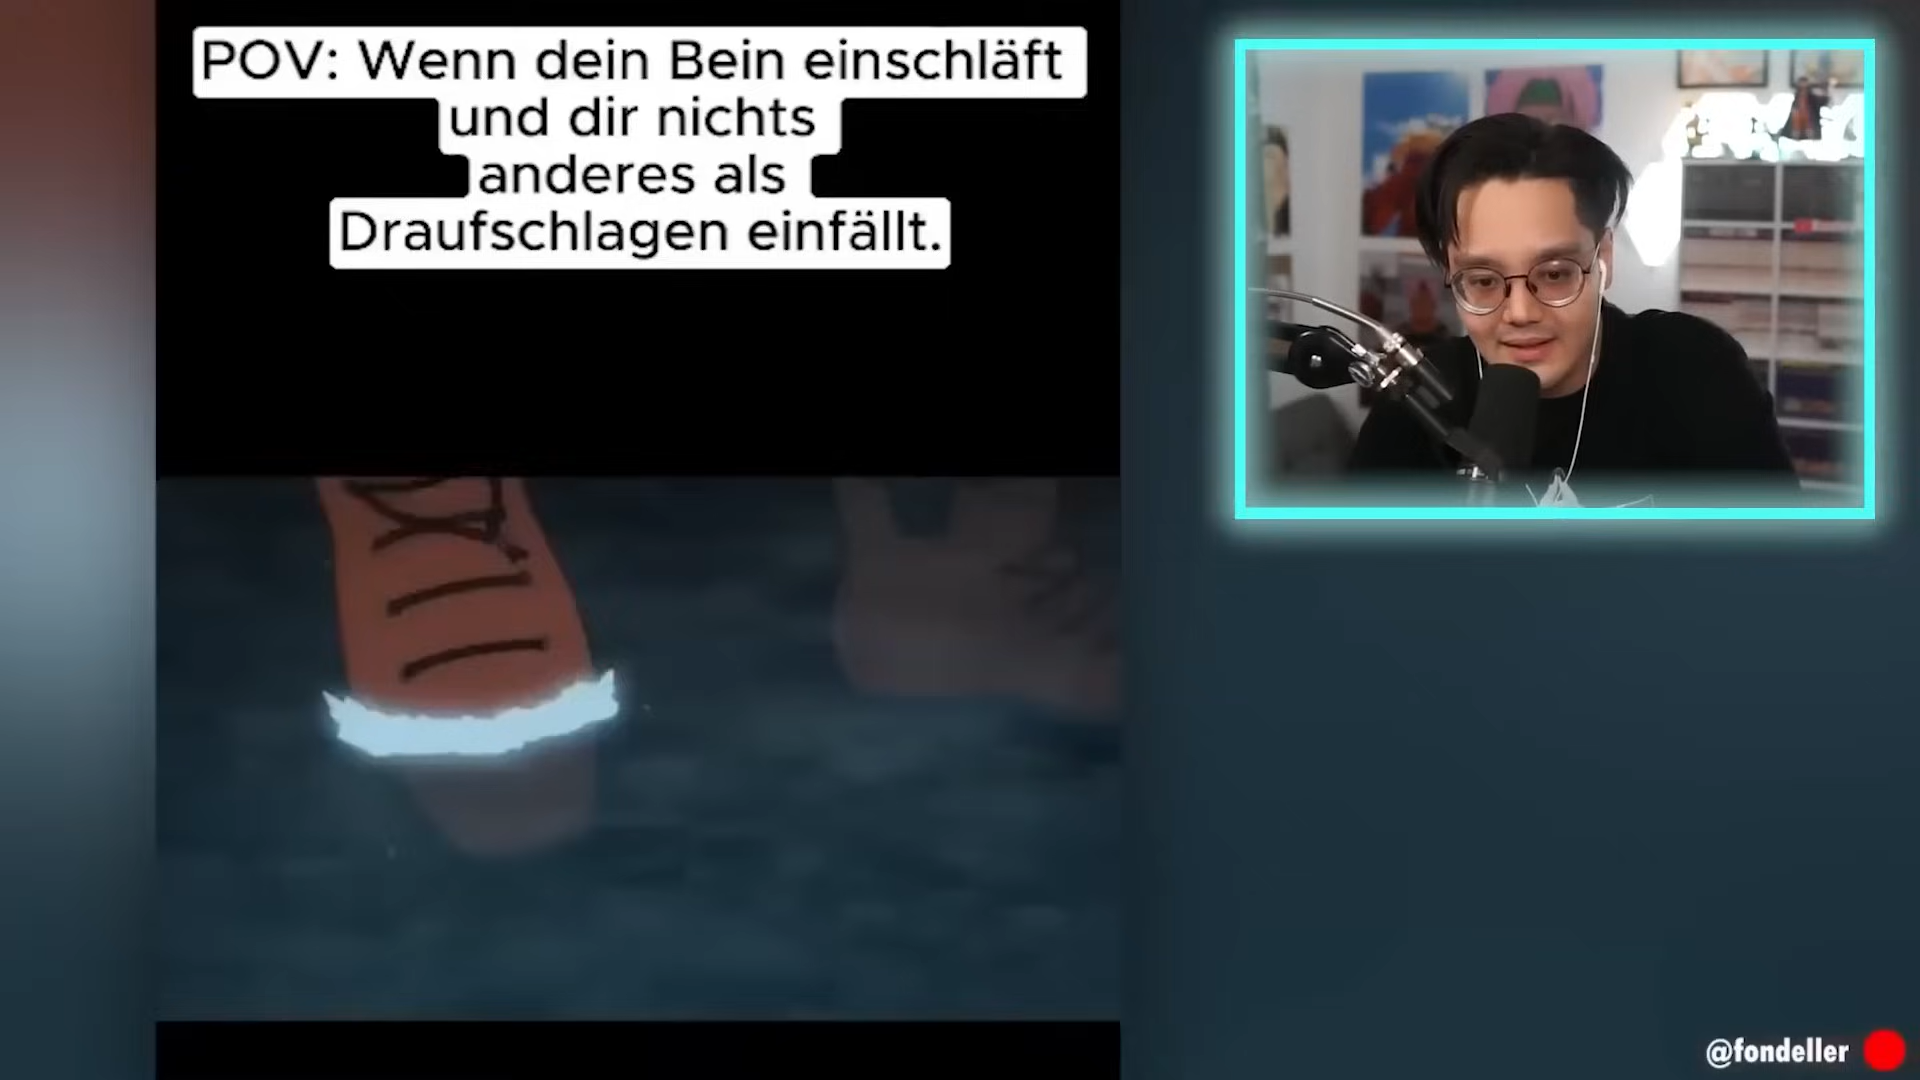 POV: Wenn dein Bein einschläft
und dir nichts
anderes als
Draufschlagen einfällt.
@fondeller